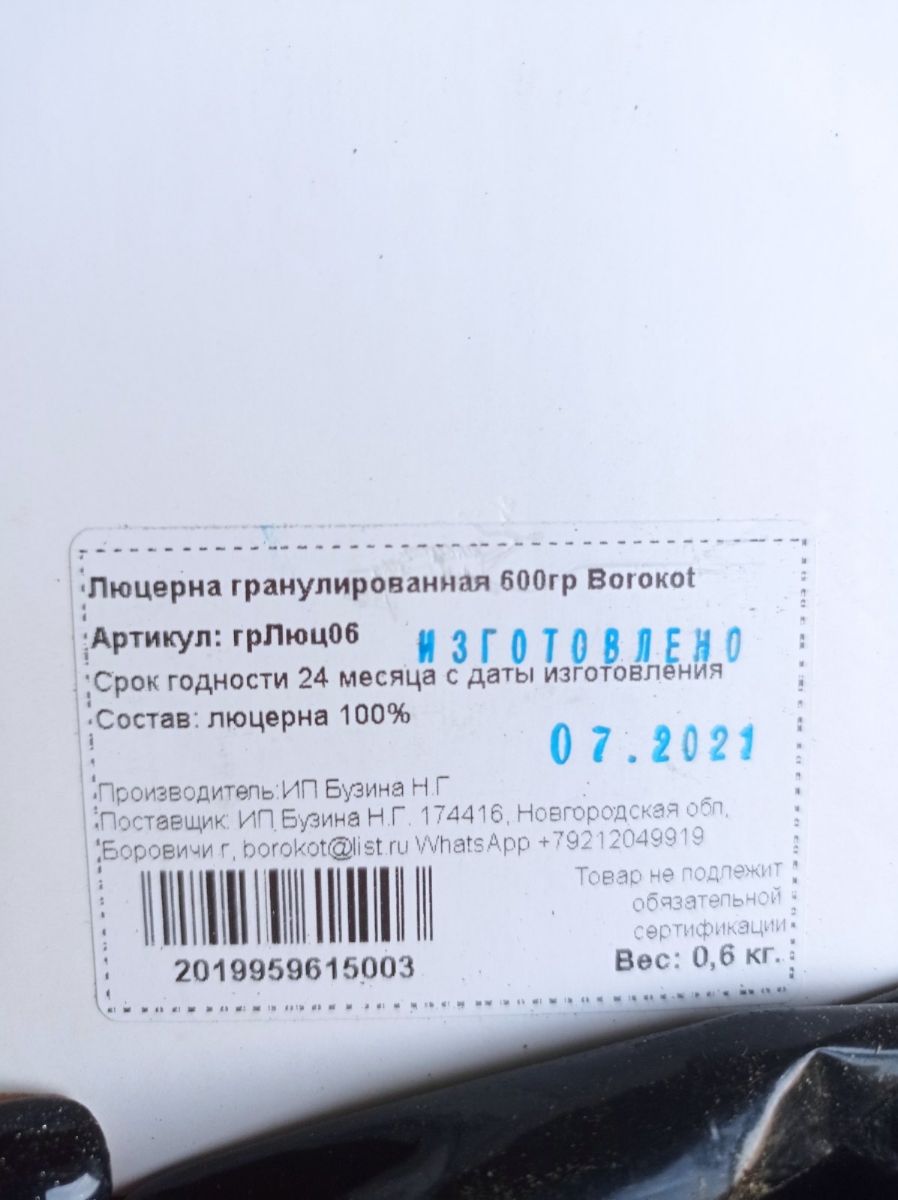 Люцерна гранулированная 600гр Borokot
Артикул: грЛюц06
ИЗГОТОВЛЕНО
Срок годности 24 месяца с даты изготовления
Состав: люцерна 100%
07.2021
Производитель:ИП Бузина Н.Г
Поставщик: ИП Бузина Н.Г. 174416, Новгородская обл,
Боровичи г, borokot@list.ru WhatsApp +79212049919
Товар не подлежит
обязательной
сертификации
2019959615003
Вес: 0,6 кг.